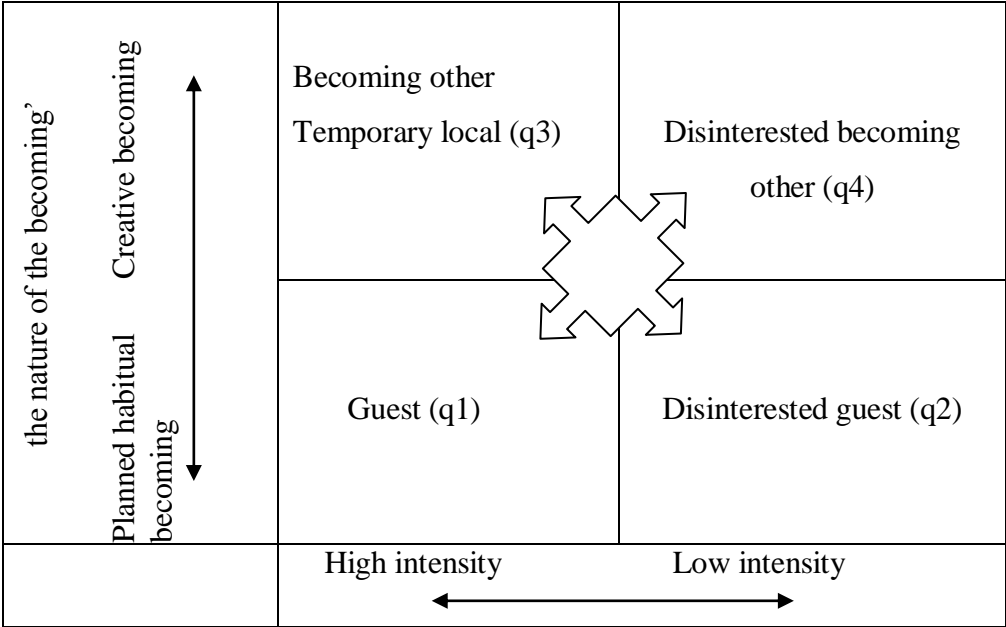 the nature of the becoming’
Creative becoming
Planned habitual
becoming
Becoming other
Temporary local (q3)
Disinterested becoming
other (q4)
Guest (q1)
Disinterested guest (q2)
High intensity
Low intensity